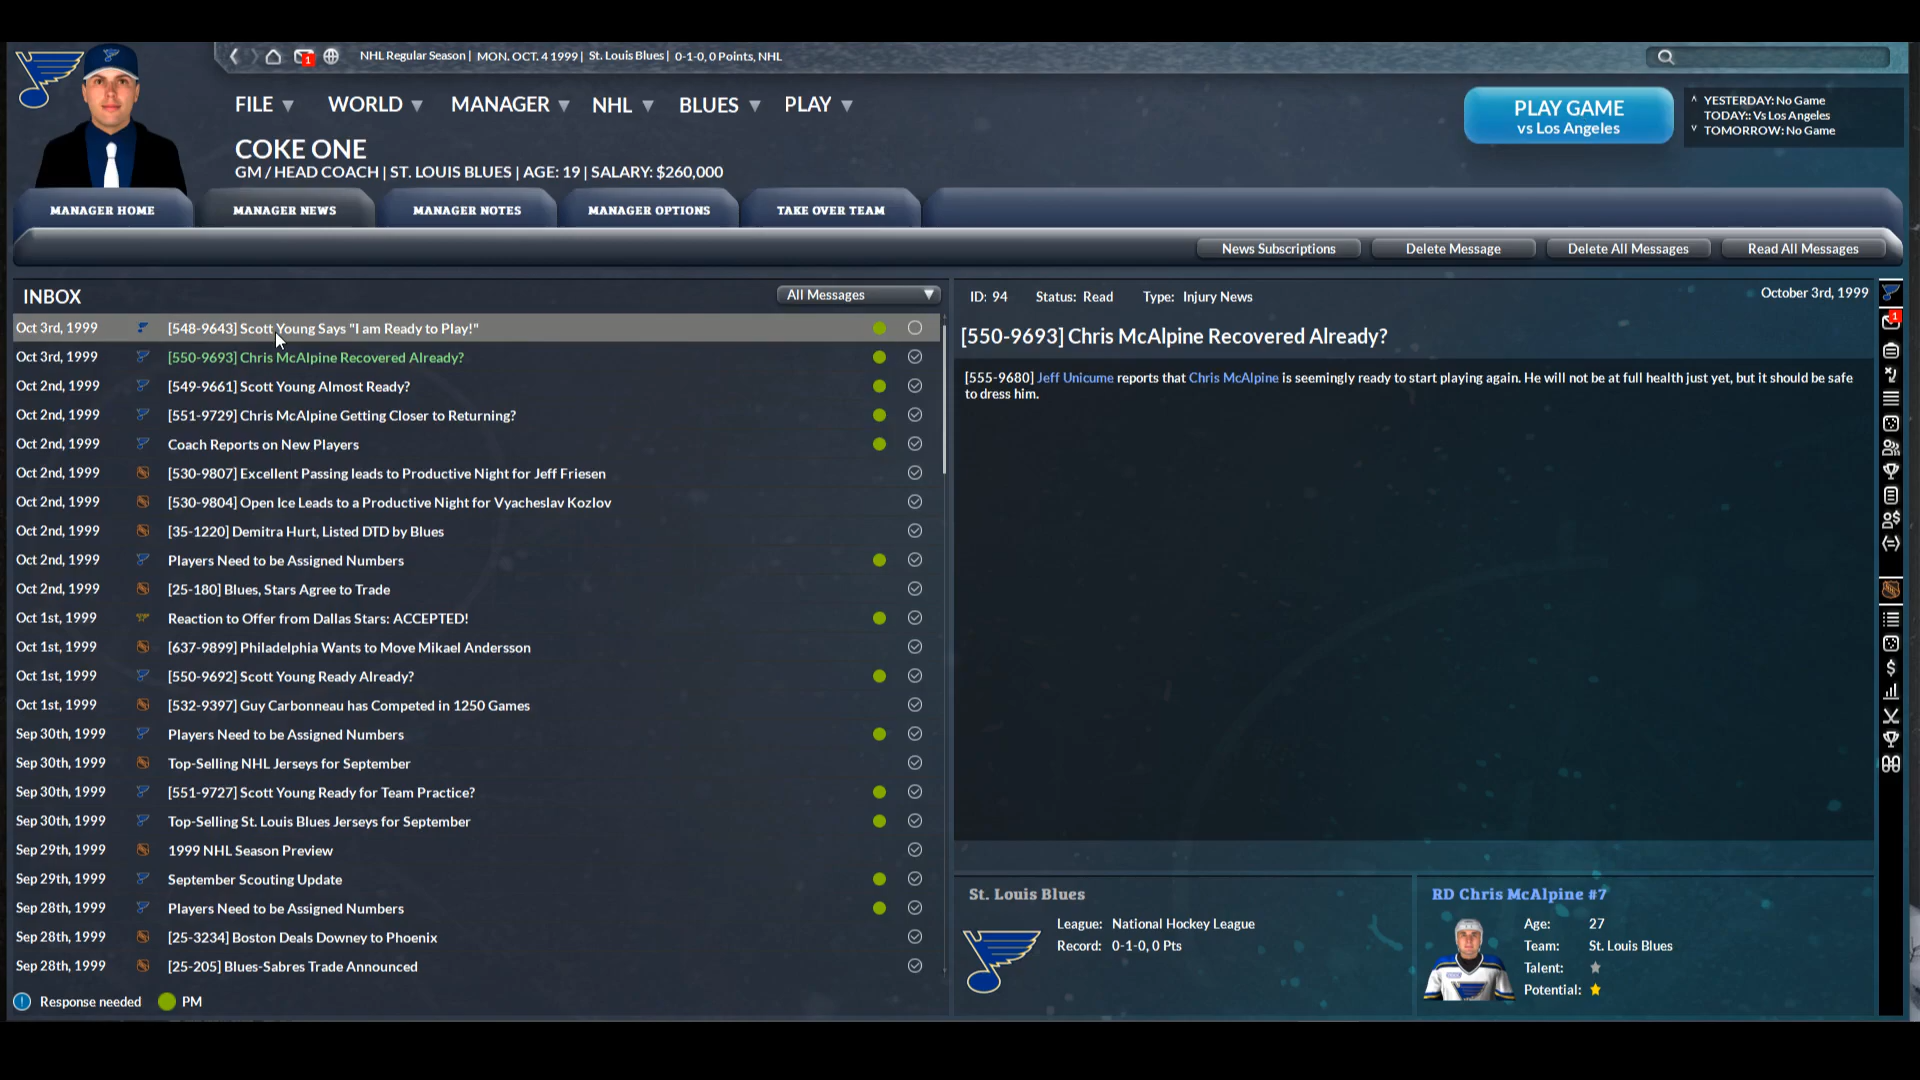 1
NHL Regular Season | MON. OCT. 4 1999 | St. Louis Blues | 0-1-0, 0 Points, NHL
FILE WORLD MANAGER NHL BLUES PLAY
PLAY GAME
vs Los Angeles
YESTERDAY: No Game
TODAY:: Vs Los Angeles
TOMORROW: No Game
COKE ONE
GM / HEAD COACH | ST. LOUIS BLUES | AGE: 19 | SALARY: $260,000
MANAGER HOME MANAGER NEWS MANAGER NOTES MANAGER OPTIONS TAKE OVER TEAM
News Subscriptions Delete Message Delete All Messages Read All Messages
INBOX All Messages
Oct 3rd, 1999 [548-9643] Scott Young Says "I am Ready to Play!"
Oct 3rd, 1999 [550-9693] Chris McAlpine Recovered Already?
Oct 2nd, 1999 [549-9661] Scott Young Almost Ready?
Oct 2nd, 1999 [551-9729] Chris McAlpine Getting Closer to Returning?
Oct 2nd, 1999 Coach Reports on New Players
Oct 2nd, 1999 [530-9807] Excellent Passing leads to Productive Night for Jeff Friesen
Oct 2nd, 1999 [530-9804] Open Ice Leads to a Productive Night for Vyacheslav Kozlov
Oct 2nd, 1999 [35-1220] Demitra Hurt, Listed DTD by Blues
Oct 2nd, 1999 Players Need to be Assigned Numbers
Oct 2nd, 1999 [25-180] Blues, Stars Agree to Trade
Oct 1st, 1999 Reaction to Offer from Dallas Stars: ACCEPTED!
Oct 1st, 1999 [637-9899] Philadelphia Wants to Move Mikael Andersson
Oct 1st, 1999 [550-9692] Scott Young Ready Already?
Oct 1st, 1999 [532-9397] Guy Carbonneau has Competed in 1250 Games
Sep 30th, 1999 Players Need to be Assigned Numbers
Sep 30th, 1999 Top-Selling NHL Jerseys for September
Sep 30th, 1999 [551-9727] Scott Young Ready for Team Practice?
Sep 30th, 1999 Top-Selling St. Louis Blues Jerseys for September
Sep 29th, 1999 1999 NHL Season Preview
Sep 29th, 1999 September Scouting Update
Sep 28th, 1999 Players Need to be Assigned Numbers
Sep 28th, 1999 [25-3234] Boston Deals Downey to Phoenix
Sep 28th, 1999 [25-205] Blues-Sabres Trade Announced
Response needed PM
ID: 94 Status: Read Type: Injury News October 3rd, 1999
[550-9693] Chris McAlpine Recovered Already?
[555-9680] Jeff Unicume reports that Chris McAlpine is seemingly ready to start playing again. He will not be at full health just yet, but it should be safe
to dress him.
St. Louis Blues
League: National Hockey League
Record: 0-1-0, 0 Pts
RD Chris McAlpine #7
Age: 27
Team: St. Louis Blues
Talent:
Potential:
1